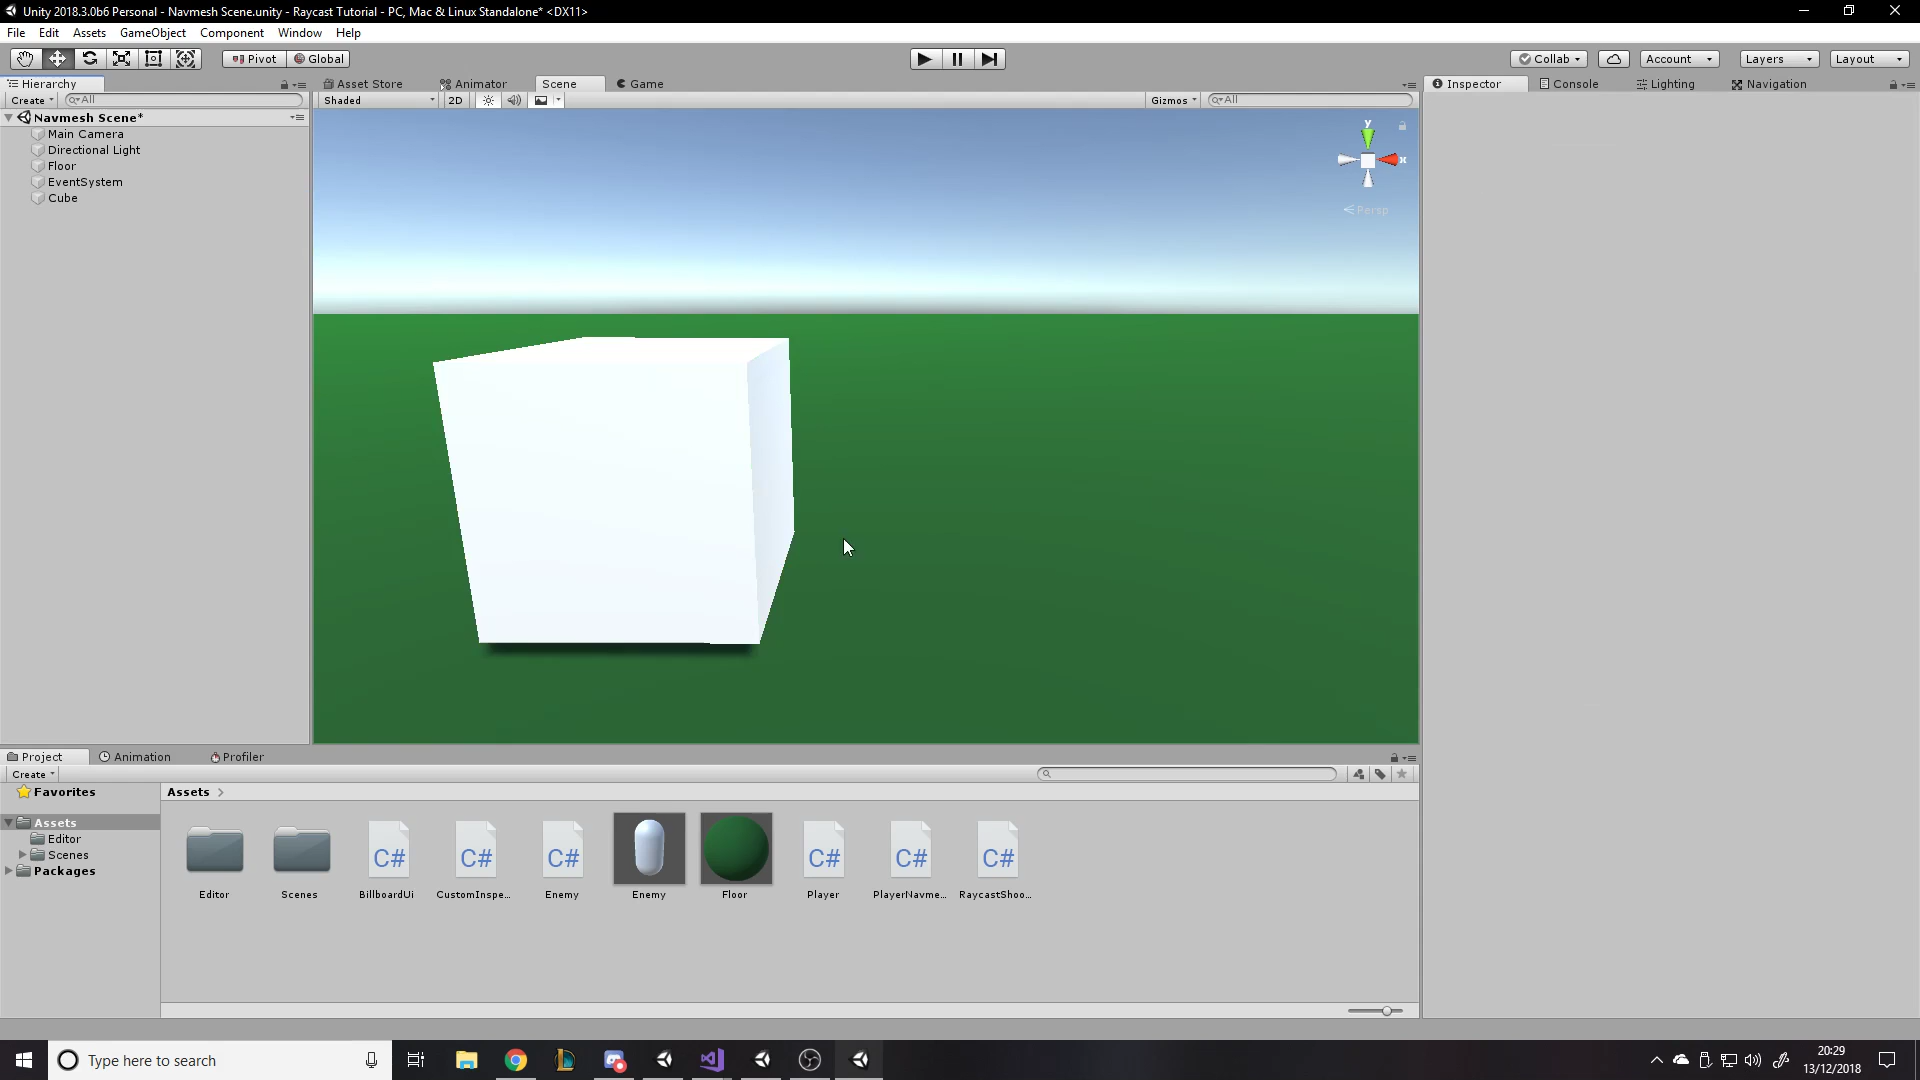 Unity 2018.3.0b6 Personal - Navmesh Scene.unity - Raycast Tutorial - PC, Mac & Linux Standalone* <DX11>
File Edit Assets GameObject Component Window Help
Pivot Global Collab Account Layers Layout
Hierarchy Asset Store Animator Scene Game Inspector Console Lighting Navigation
Create All Shaded 2D Gizmos All
Navmesh Scene*
Main Camera
Directional Light
Floor
EventSystem
Cube
y
x
Persp
Project Animation Profiler
Create
Favorites
Assets
Editor
Scenes
Packages
Assets
C# C# C# C# C# C#
Editor Scenes BillboardUi CustomInspe... Enemy Enemy Floor Player PlayerNavme... RaycastShoo...
Type here to search
20:29
13/12/2018